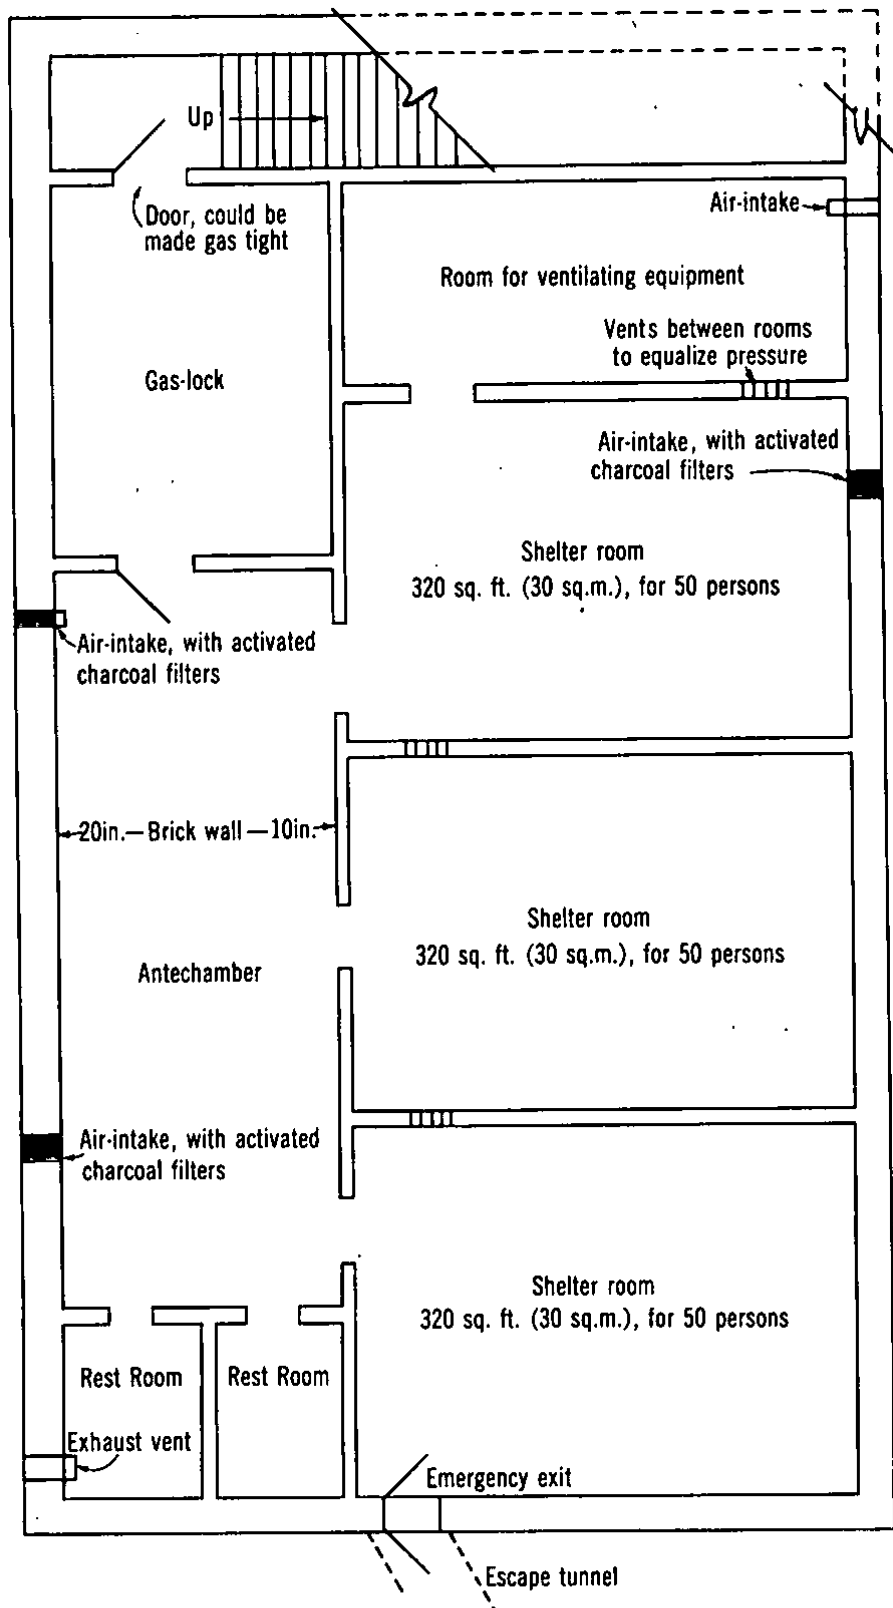 Up
Door, could be
made gas tight
Air-intake
Room for ventilating equipment
Vents between rooms
to equalize pressure
Gas-lock
Air-intake, with activated
charcoal filters
Shelter room
320 sq. ft. (30 sq.m.), for 50 persons
Air-intake, with activated
charcoal filters
20in.—Brick wall—10in.
Shelter room
320 sq. ft. (30 sq.m.), for 50 persons
Antechamber
Air-intake, with activated
charcoal filters
Shelter room
320 sq. ft. (30 sq.m.), for 50 persons
Rest Room
Rest Room
Exhaust vent
Emergency exit
Escape tunnel